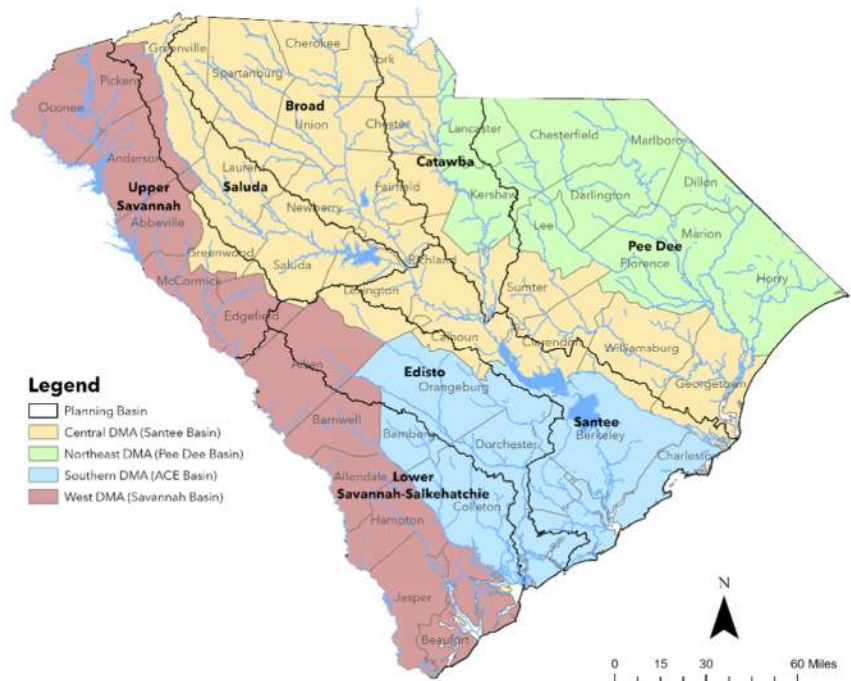 Greenville
Cherokee
York
Spartanburg
Pickens
Oconee
Broad
Union
Chester
Lancaster
Chesterfield
Marlboro
Anderson
Laurens
Catawba
Dillon
Upper
Savannah
Saluda
Fairfield
Kershaw
Darlington
Abbeville
Newberry
Lee
Marion
Pee Dee
Florence
Greenwood
Saluda
Richland
Horry
McCormick
Lexington
Sumter
Edgefield
Calhoun
Clarendon
Williamsburg
Aiken
Georgetown
Edisto
Orangeburg
Legend
Planning Basin
Central DMA (Santee Basin)
Northeast DMA (Pee Dee Basin)
Southern DMA (ACE Basin)
West DMA (Savannah Basin)
Barnwell
Bamberg
Dorchester
Santee
Berkeley
Charleston
Allendale
Lower
Savannah-Salkehatchie
Colleton
Hampton
Jasper
Beaufort
N
0 15 30 60 Miles